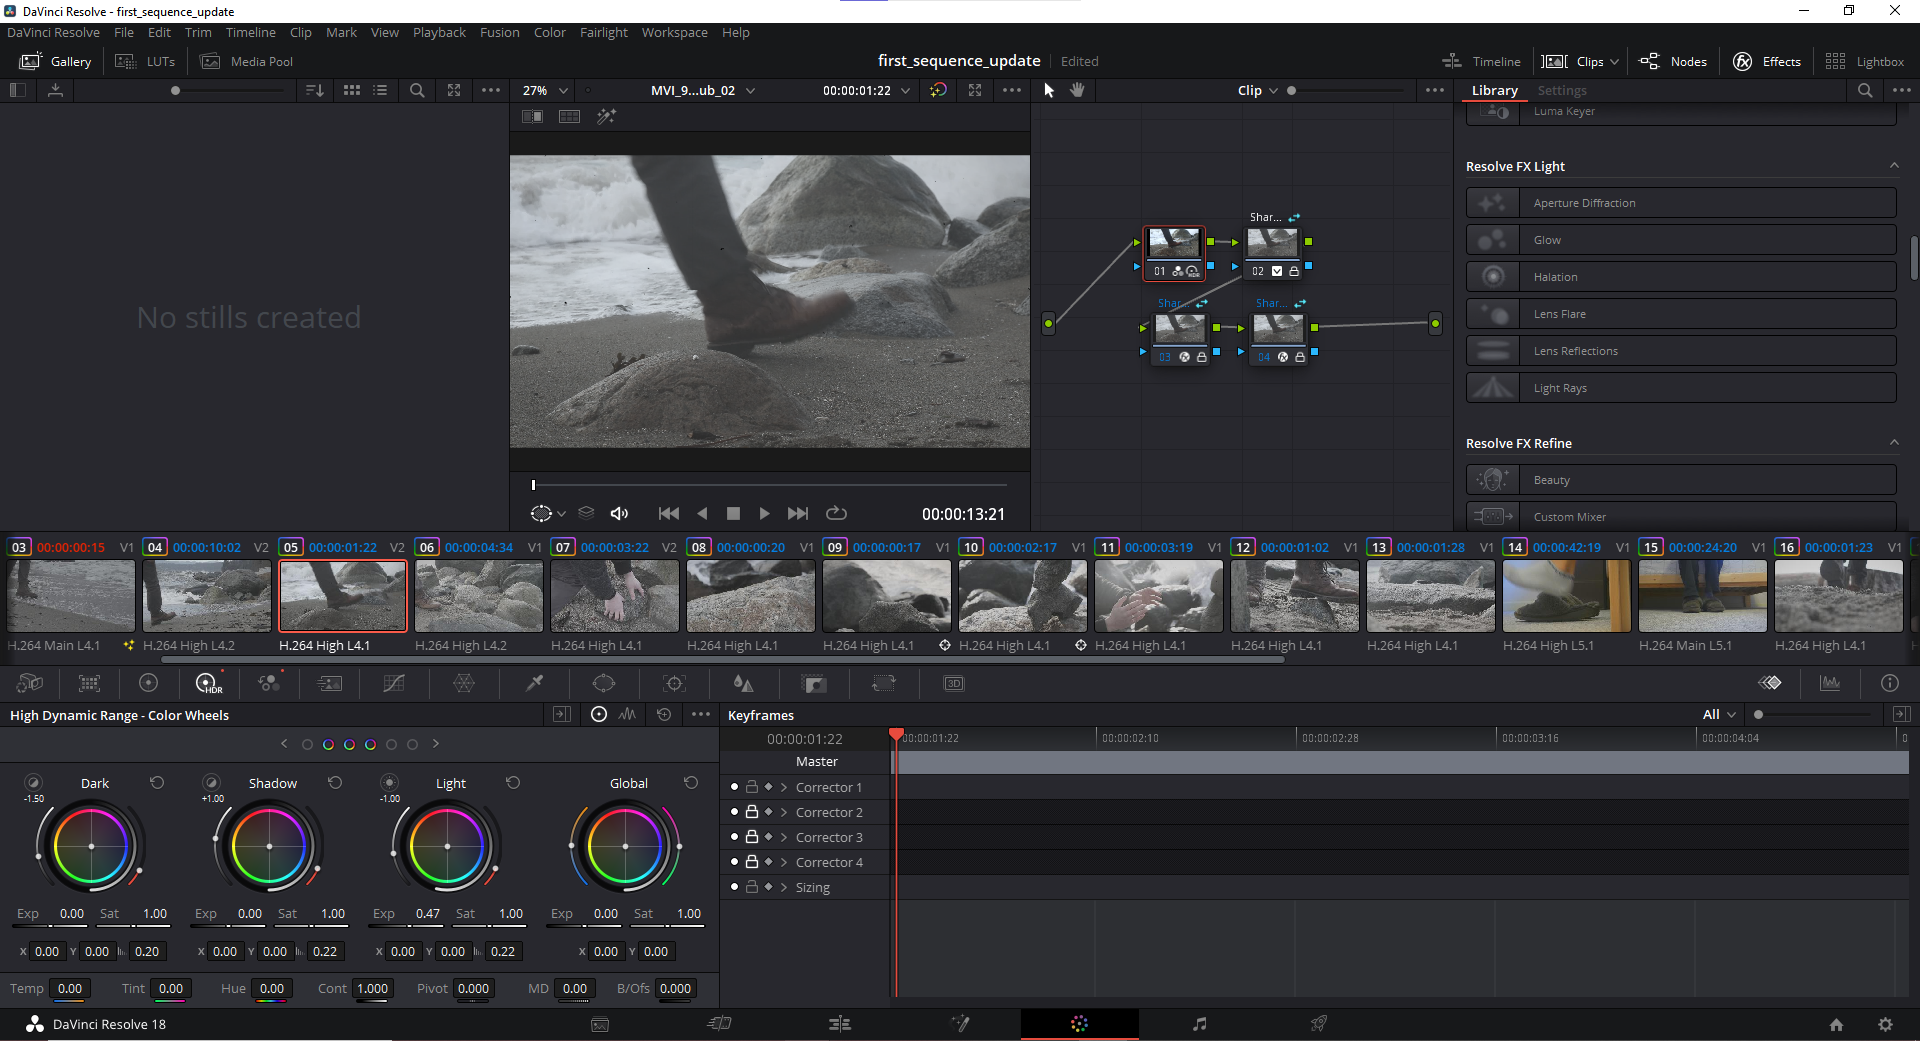 DaVinci Resolve - first_sequence_update
DaVinci Resolve File Edit Trim Timeline Clip Mark View Playback Fusion Color Fairlight Workspace Help
Gallery LUTs Media Pool first_sequence_update Edited Timeline Clips Nodes Effects Lightbox
27% MVI_9...ub_02 00:00:01:22 Clip Library Settings
Luma Keyer
Resolve FX Light
Aperture Diffraction
Glow
Halation
Lens Flare
Lens Reflections
Light Rays
Resolve FX Refine
Beauty
Custom Mixer
No stills created
Shar...
01 02
Shar... Shar...
03 04
00:00:13:21
03 00:00:00:15 V1 04 00:00:10:02 V2 05 00:00:01:22 V2 06 00:00:04:34 V1 07 00:00:03:22 V2 08 00:00:00:20 V1 09 00:00:00:17 V1 10 00:00:02:17 V1 11 00:00:03:19 V1 12 00:00:01:02 V1 13 00:00:01:28 V1 14 00:00:42:19 V1 15 00:00:24:20 V1 16 00:00:01:23 V1
H.264 Main L4.1 H.264 High L4.2 H.264 High L4.1 H.264 High L4.2 H.264 High L4.1 H.264 High L4.1 H.264 High L4.1 H.264 High L4.1 H.264 High L4.1 H.264 High L4.1 H.264 High L4.1 H.264 High L5.1 H.264 Main L5.1 H.264 High L4.1
HDR 3D
High Dynamic Range - Color Wheels
Dark Shadow Light Global
-1.50 +1.00 -1.00
Exp 0.00 Sat 1.00 Exp 0.00 Sat 1.00 Exp 0.47 Sat 1.00 Exp 0.00 Sat 1.00
X 0.00 Y 0.00 0.20 X 0.00 Y 0.00 0.22 X 0.00 Y 0.00 0.22 X 0.00 Y 0.00
Temp 0.00 Tint 0.00 Hue 0.00 Cont 1.000 Pivot 0.000 MD 0.00 B/Ofs 0.000
Keyframes All
00:00:01:22 00:00:01:22 00:00:02:10 00:00:02:28 00:00:03:16 00:00:04:04 0
Master
Corrector 1
Corrector 2
Corrector 3
Corrector 4
Sizing
DaVinci Resolve 18